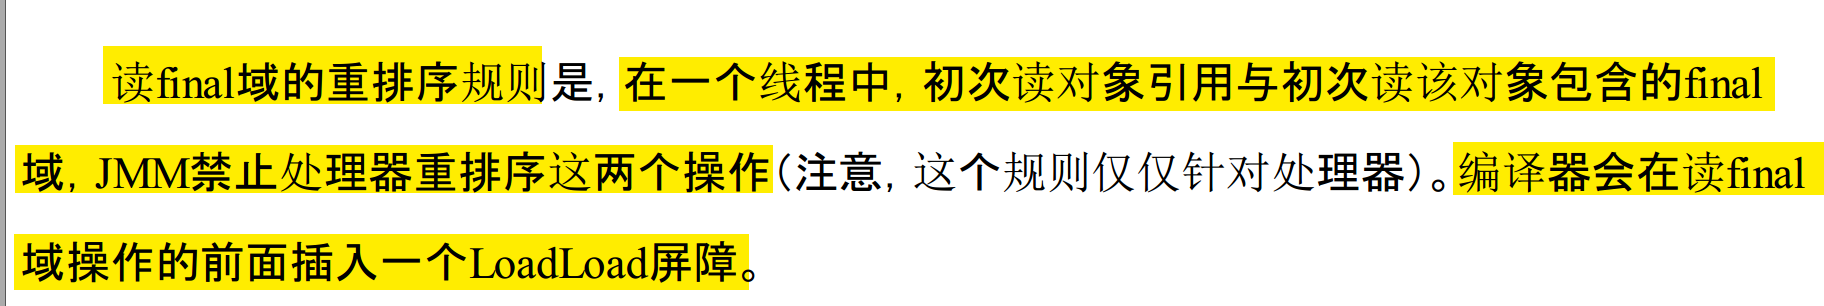 读final域的重排序规则是，在一个线程中，初次读对象引用与初次读该对象包含的final
域，JMM禁止处理器重排序这两个操作（注意，这个规则仅仅针对处理器）。编译器会在读final
域操作的前面插入一个LoadLoad屏障。